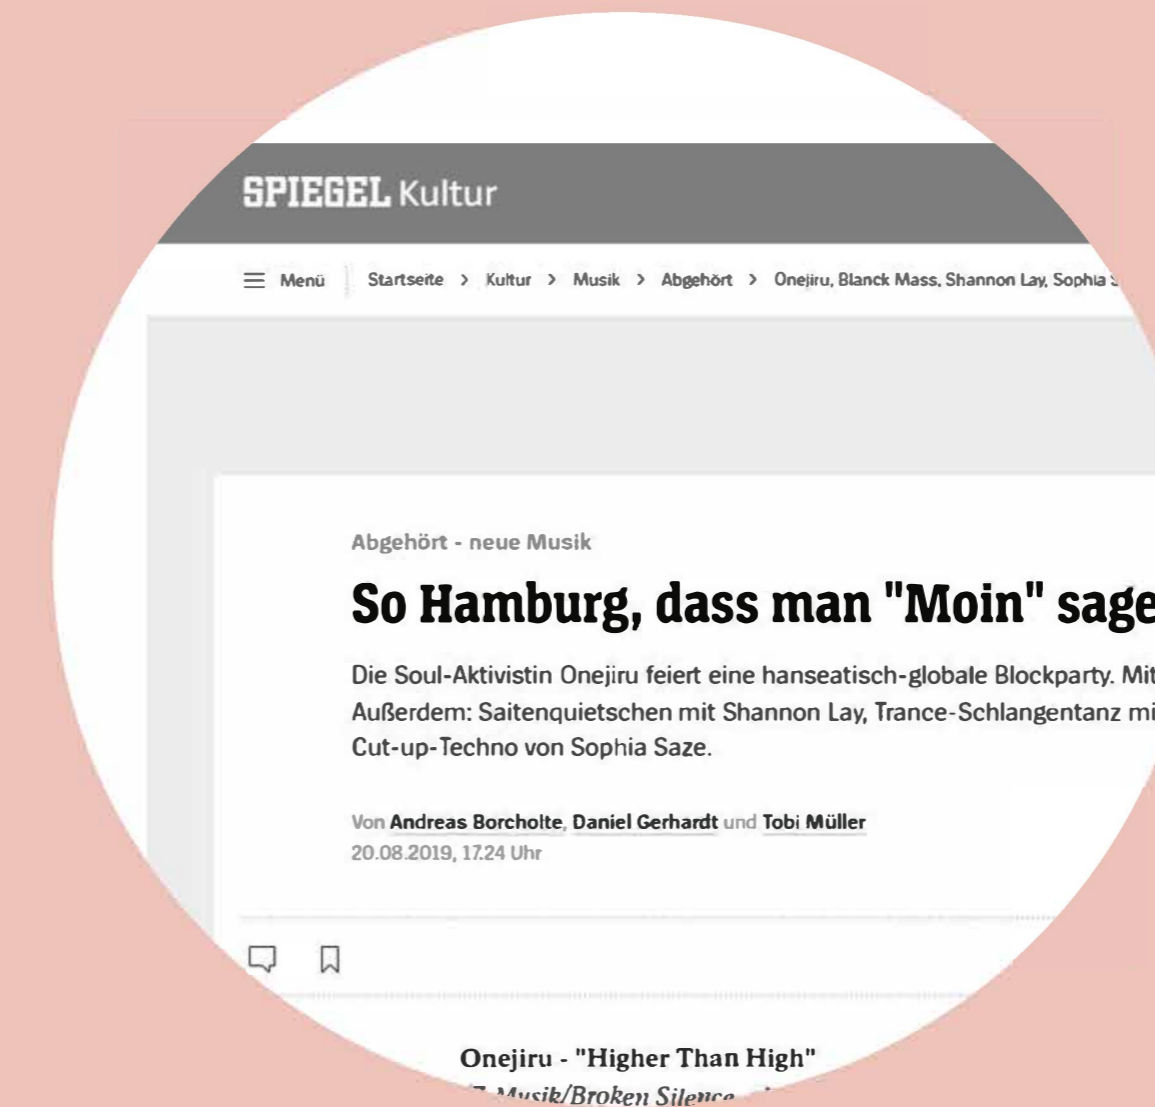 SPIEGEL Kultur
Menü Startseite > Kultur > Musik > Abgehört > Onejiru, Blanck Mass, Shannon Lay, Sophia
Abgehört - neue Musik
So Hamburg, dass man "Moin" sage
Die Soul-Aktivistin Onejiru feiert eine hanseatisch-globale Blockparty. Mit
Außerdem: Saitenquietschen mit Shannon Lay, Trance-Schlangentanz mi
Cut-up-Techno von Sophia Saze.
Von Andreas Borcholte, Daniel Gerhardt und Tobi Müller
20.08.2019, 17.24 Uhr
Onejiru - "Higher Than High"
Musik/Broken Silence